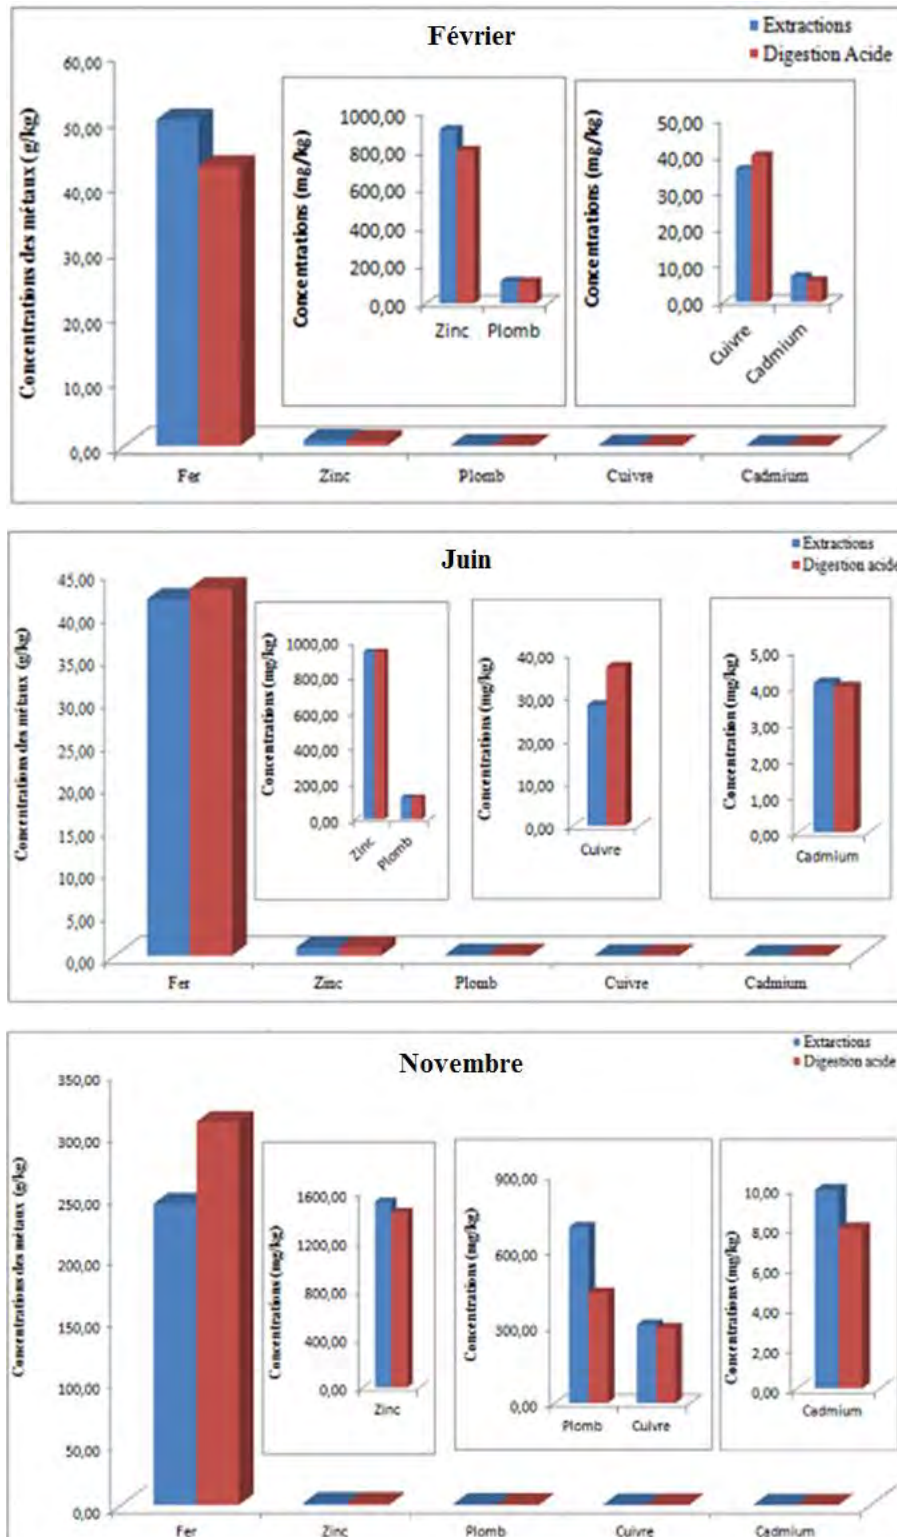 Février
Extractions
Digestion Acide
Concentrations des métaux (g/kg)
60,00
50,00
40,00
30,00
20,00
10,00
0,00
Concentrations (mg/kg)
1000,00
800,00
600,00
400,00
200,00
0,00
Zinc Plomb
Concentrations (mg/kg)
50,00
40,00
30,00
20,00
10,00
0,00
Cuivre
Cadmium
Fer Zinc Plomb Cuivre Cadmium
Juin
Extractions
Digestion acide
Concentrations des métaux (g/kg)
45,00
40,00
35,00
30,00
25,00
20,00
15,00
10,00
5,00
0,00
Concentrations (mg/kg)
1000,00
800,00
600,00
400,00
200,00
0,00
Zinc
Plomb
Concentrations (mg/kg)
40,00
30,00
20,00
10,00
0,00
Cuivre
Concentration (mg/kg)
5,00
4,00
3,00
2,00
1,00
0,00
Cadmium
Fer Zinc Plomb Cuivre Cadmium
Novembre
Extarctions
Digestion acide
Concentrations des métaux (g/kg)
350,00
300,00
250,00
200,00
150,00
100,00
50,00
0,00
Concentrations (mg/kg)
1600,00
1200,00
800,00
400,00
0,00
Zinc
Concentrations (mg/kg)
900,00
600,00
300,00
0,00
Plomb Cuivre
Concentrations (mg/kg)
10,00
8,00
6,00
4,00
2,00
0,00
Cadmium
Fer Zinc Plomb Cuivre Cadmium